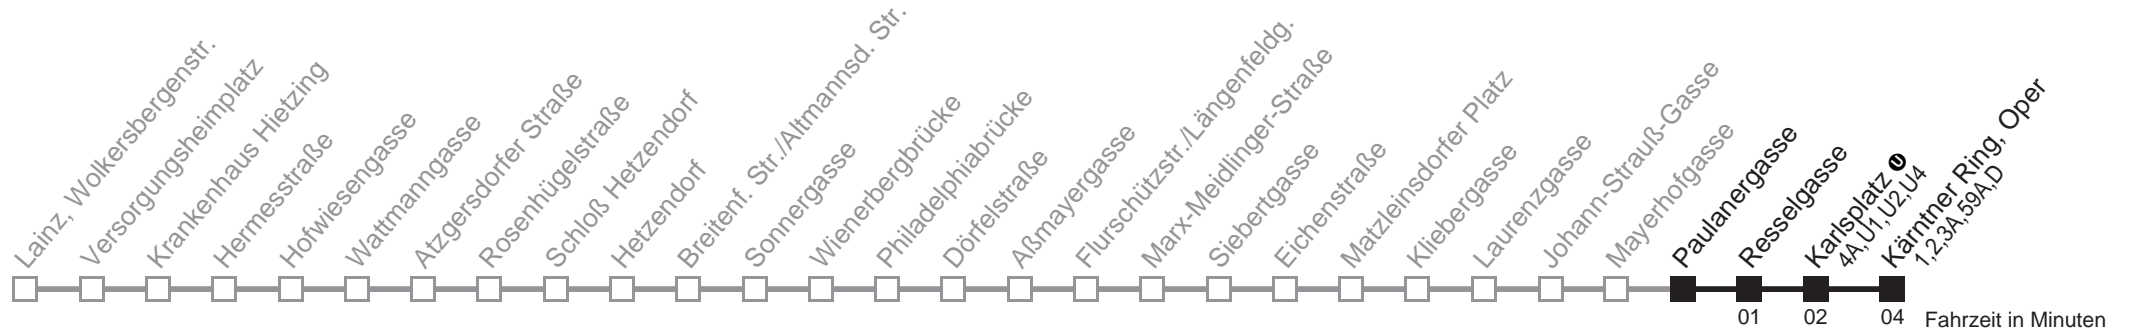 Lainz, Wolkersbergenstr.
Versorgungsheimplatz
Krankenhaus Hietzing
Hermesstraße
Hofwiesengasse
Wattmanngasse
Atzgersdorfer Straße
Rosenhügelstraße
Schloß Hetzendorf
Hetzendorf
Breitenf. Str./Altmannsd. Str.
Sonnergasse
Wienerbergbrücke
Philadelphiabrücke
Dörfelstraße
Aßmayergasse
Flurschützstr./Längenfeldg.
Marx-Meidlinger-Straße
Siebertgasse
Eichenstraße
Matzleinsdorfer Platz
Kliebergasse
Laurenzgasse
Johann-Strauß-Gasse
Mayerhofgasse
Paulanergasse
Resselgasse
Karlsplatz U
4A,U1,U2,U4
Kärntner Ring, Oper
1,2,3A,59A,D
01 02 04 Fahrzeit in Minuten